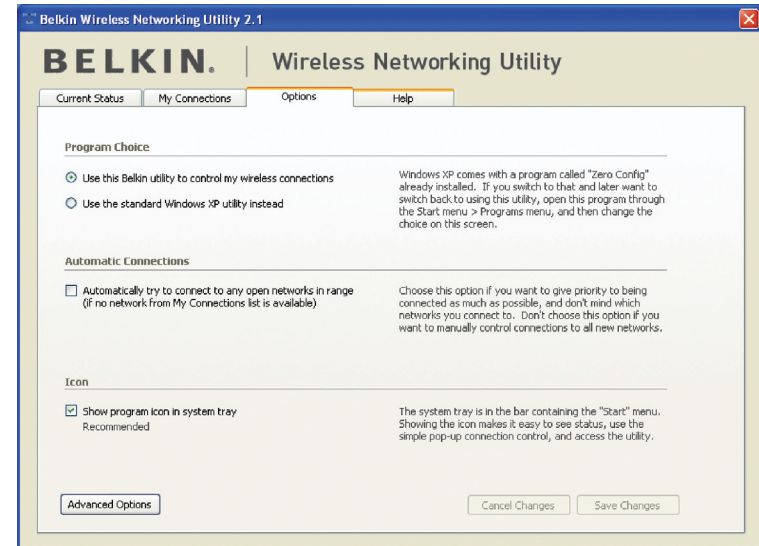 Belkin Wireless Networking Utility 2.1
BELKIN. Wireless Networking Utility
Current Status My Connections Options Help
Program Choice
Use this Belkin utility to control my wireless connections
Use the standard Windows XP utility instead
Windows XP comes with a program called "Zero Config"
already installed. If you switch to that and later want to
switch back to using this utility, open this program through
the Start menu > Programs menu, and then change the
choice on this screen.
Automatic Connections
Automatically try to connect to any open networks in range
(if no network from My Connections list is available)
Choose this option if you want to give priority to being
connected as much as possible, and don't mind which
networks you connect to. Don't choose this option if you
want to manually control connections to all new networks.
Icon
Show program icon in system tray
Recommended
The system tray is in the bar containing the "Start" menu.
Showing the icon makes it easy to see status, use the
simple pop-up connection control, and access the utility.
Advanced Options Cancel Changes Save Changes